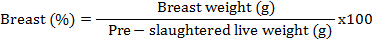 Breast (%) = Breast weight (g) / Pre − slaughtered live weight (g) x100